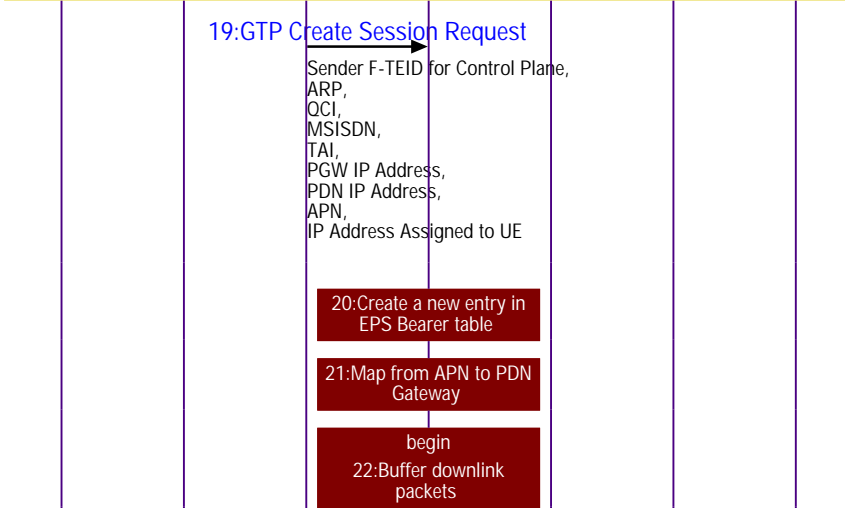 19:GTP Create Session Request
Sender F-TEID for Control Plane,
ARP,
QCI,
MSISDN,
TAI,
PGW IP Address,
PDN IP Address,
APN,
IP Address Assigned to UE
20:Create a new entry in
EPS Bearer table
21:Map from APN to PDN
Gateway
begin
22:Buffer downlink
packets